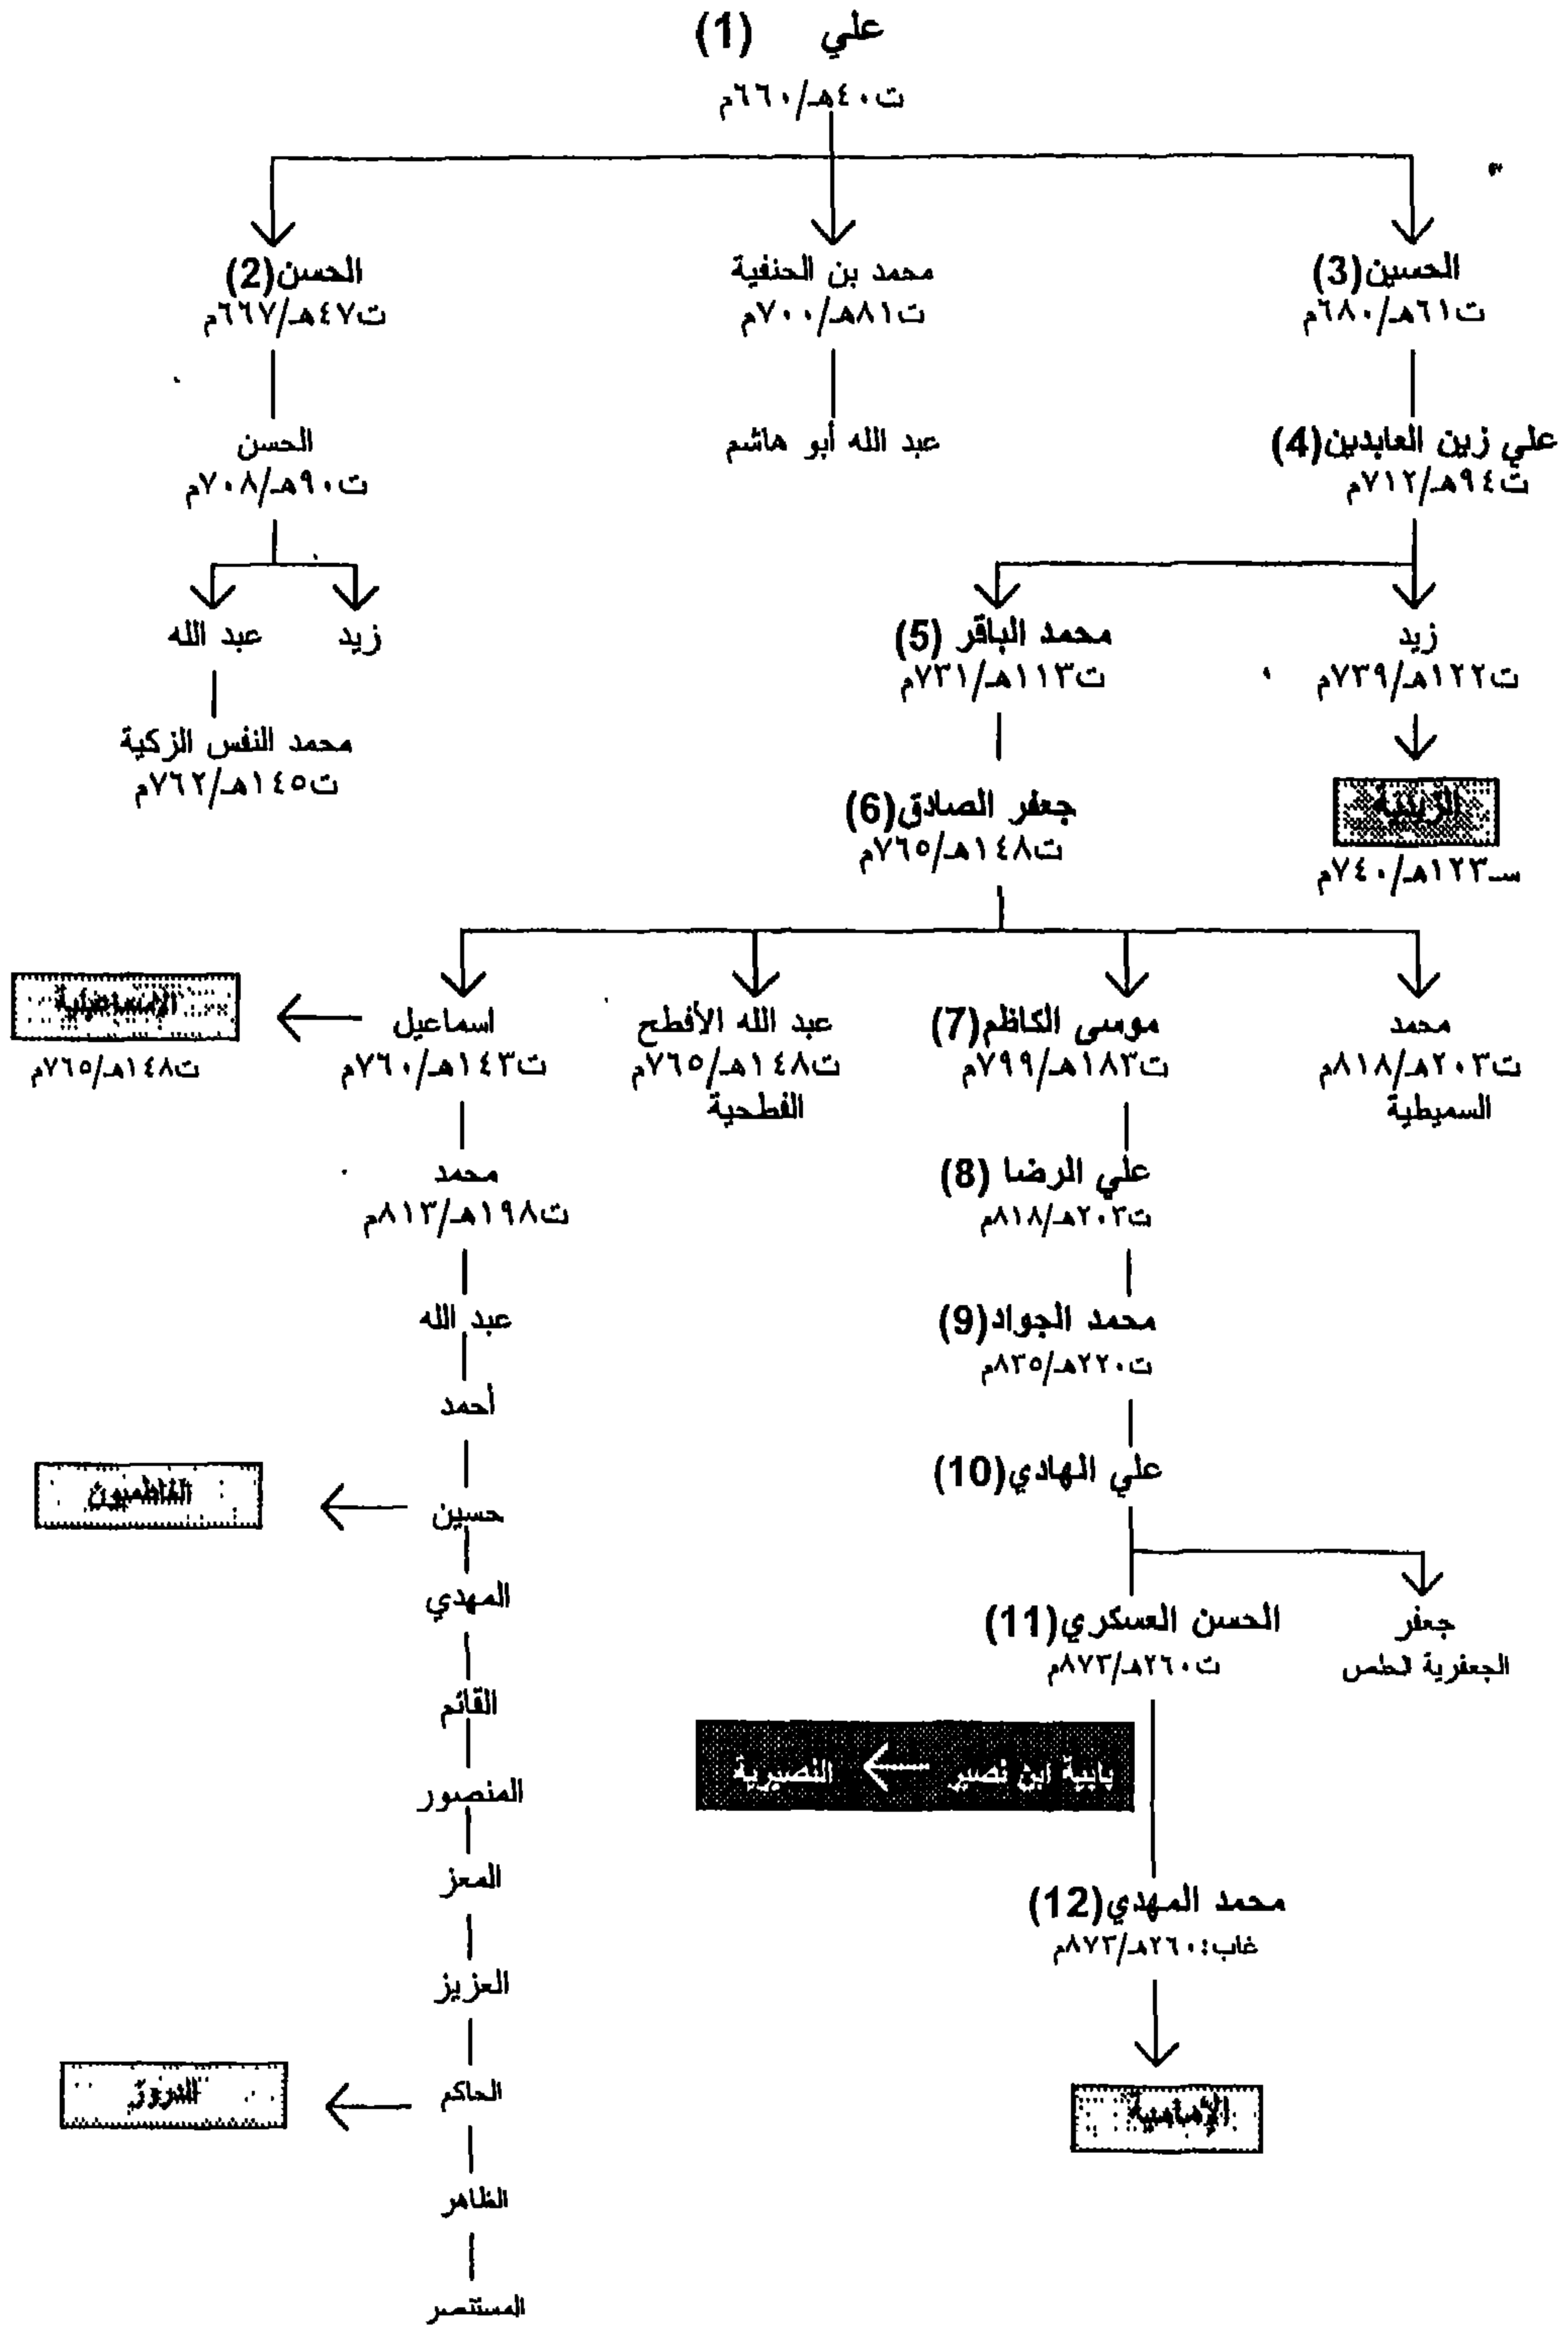 علي (1)
ت٤٠هـ/٦٦٠م
الحسين(3)
ت٦١هـ/٦٨٠م
محمد بن الحنفية
ت٨١هـ/٧٠٠م
الحسن(2)
ت٤٧هـ/٦٦٧م
علي زين العابدين(4)
ت٩٤هـ/٧١٢م
عبد الله أبو هاشم
الحسن
ت٩٠هـ/٧٠٨م
زيد
ت١٢٢هـ/٧٣٩م
محمد الباقر (5)
ت١١٣هـ/٧٣١م
زيد
عبد الله
محمد النفس الزكية
ت١٤٥هـ/٧٦٢م
الزيدية
سـ١٢٣هـ/٧٤٠م
جعفر الصادق(6)
ت١٤٨هـ/٧٦٥م
محمد
ت٢٠٣هـ/٨١٨م
السميطية
موسى الكاظم(7)
ت١٨٣هـ/٧٩٩م
عبد الله الأفطح
ت١٤٨هـ/٧٦٥م
الفطحية
اسماعيل
ت١٤٣هـ/٧٦٠م
الإسماعيلية
ت١٤٨هـ/٧٦٥م
علي الرضا (8)
ت٢٠٣هـ/٨١٨م
محمد
ت١٩٨هـ/٨١٣م
محمد الجواد(9)
ت٢٢٠هـ/٨٣٥م
عبد الله
أحمد
علي الهادي(10)
حسين
الفاطميون
المهدي
جعفر
الجعفرية الخلص
الحسن العسكري(11)
ت٢٦٠هـ/٨٧٣م
القائم
بابية ابن نصير
النصيرية
المنصور
المعز
محمد المهدي(12)
غاب:٢٦٠هـ/٨٧٣م
العزيز
الحاكم
الدروز
الإمامية
الظاهر
المستنصر